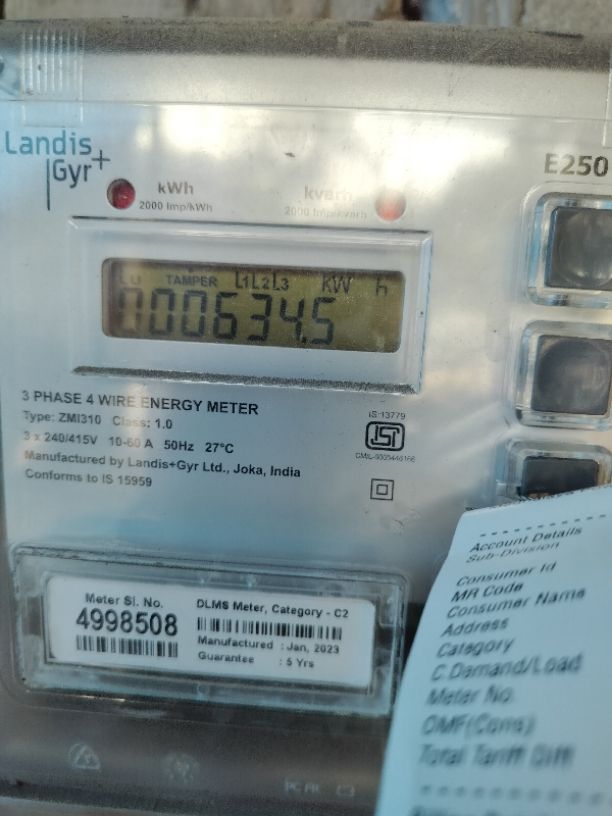 Landis
Gyr+
E250
kWh
2000 Imp/kWh
kvarh
2000 Imp/kvarh
TAMPER L1L2L3 KW h
000634.5
3 PHASE 4 WIRE ENERGY METER
Type: ZMI310 Class: 1.0
3 x 240/415V 10-60 A 50Hz 27°C
Manufactured by Landis+Gyr Ltd., Joka, India
Conforms to IS 15959
IS-13779
ISI
Meter Sl. No.
4998508
DLMS Meter, Category - C2
Manufactured : Jan, 2023
Guarantee : 5 Yrs
Account Details
Sub-Division
Consumer Id
MR Code
Consumer Name
Address
Category
C.Demand/Load
Meter No.
OMF(Cons)
Total Tariff Diff